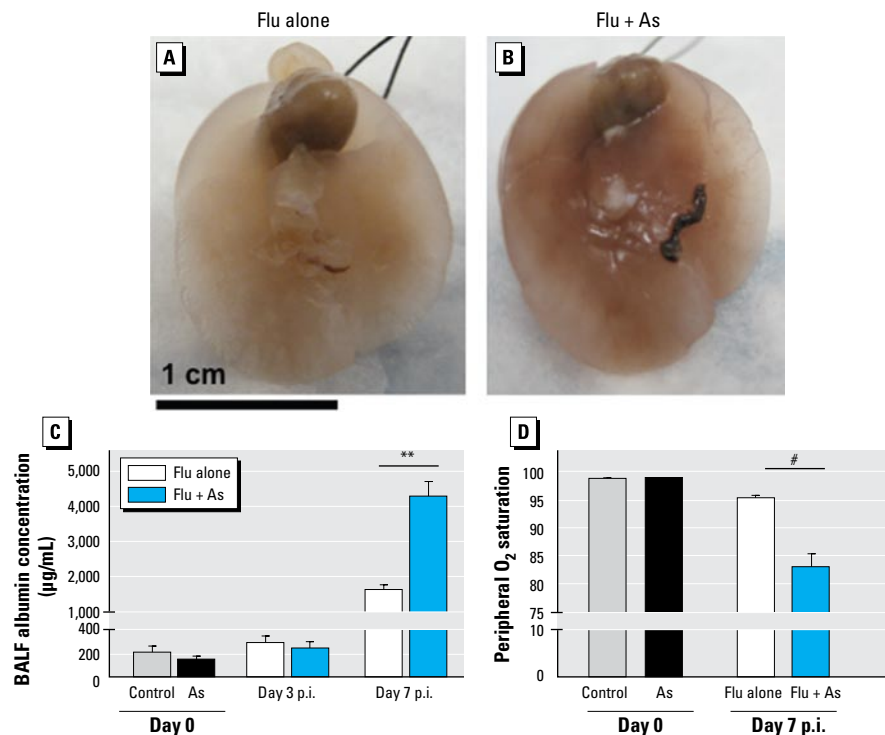 Flu alone
Flu + As
A
B
1 cm
C
D
BALF albumin concentration
(µg/mL)
5,000
4,000
2,000
1,000
400
200
0
Flu alone
Flu + As
**
Control
As
Day 3 p.i.
Day 7 p.i.
Day 0
Peripheral O₂ saturation
100
95
90
85
80
75
10
0
#
Control
As
Flu alone
Flu + As
Day 0
Day 7 p.i.